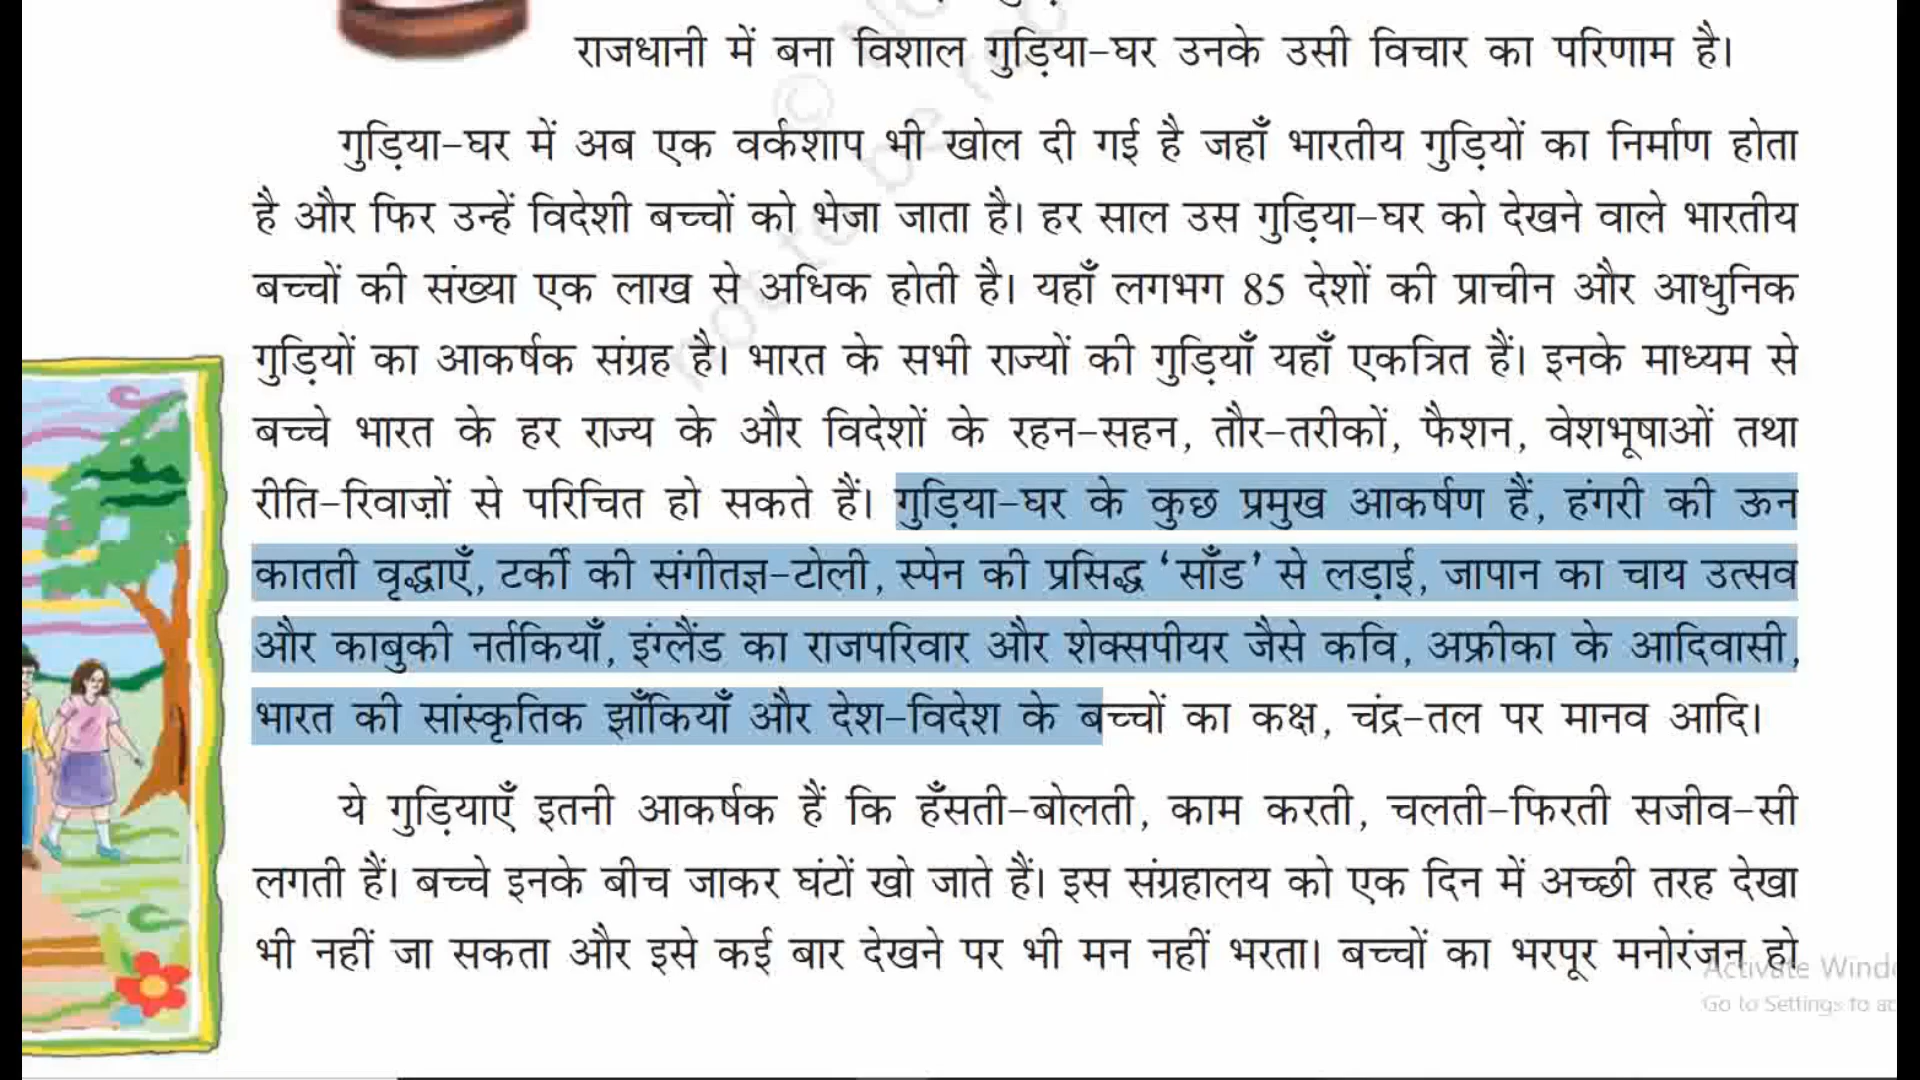 राजधानी में बना विशाल गुड़िया-घर उनके उसी विचार का परिणाम है।
गुड़िया-घर में अब एक वर्कशाप भी खोल दी गई है जहाँ भारतीय गुड़ियों का निर्माण होता
है और फिर उन्हें विदेशी बच्चों को भेजा जाता है। हर साल उस गुड़िया-घर को देखने वाले भारतीय
बच्चों की संख्या एक लाख से अधिक होती है। यहाँ लगभग 85 देशों की प्राचीन और आधुनिक
गुड़ियों का आकर्षक संग्रह है। भारत के सभी राज्यों की गुड़ियाँ यहाँ एकत्रित हैं। इनके माध्यम से
बच्चे भारत के हर राज्य के और विदेशों के रहन-सहन, तौर-तरीकों, फैशन, वेशभूषाओं तथा
रीति-रिवाज़ों से परिचित हो सकते हैं। गुड़िया-घर के कुछ प्रमुख आकर्षण हैं, हंगरी की ऊन
कातती वृद्धाएँ, टर्की की संगीतज्ञ-टोली, स्पेन की प्रसिद्ध ‘साँड’ से लड़ाई, जापान का चाय उत्सव
और काबुकी नर्तकियाँ, इंग्लैंड का राजपरिवार और शेक्सपीयर जैसे कवि, अफ्रीका के आदिवासी,
भारत की सांस्कृतिक झाँकियाँ और देश-विदेश के बच्चों का कक्ष, चंद्र-तल पर मानव आदि।
ये गुड़ियाएँ इतनी आकर्षक हैं कि हँसती-बोलती, काम करती, चलती-फिरती सजीव-सी
लगती हैं। बच्चे इनके बीच जाकर घंटों खो जाते हैं। इस संग्रहालय को एक दिन में अच्छी तरह देखा
भी नहीं जा सकता और इसे कई बार देखने पर भी मन नहीं भरता। बच्चों का भरपूर मनोरंजन हो
Activate
Go to Settings to